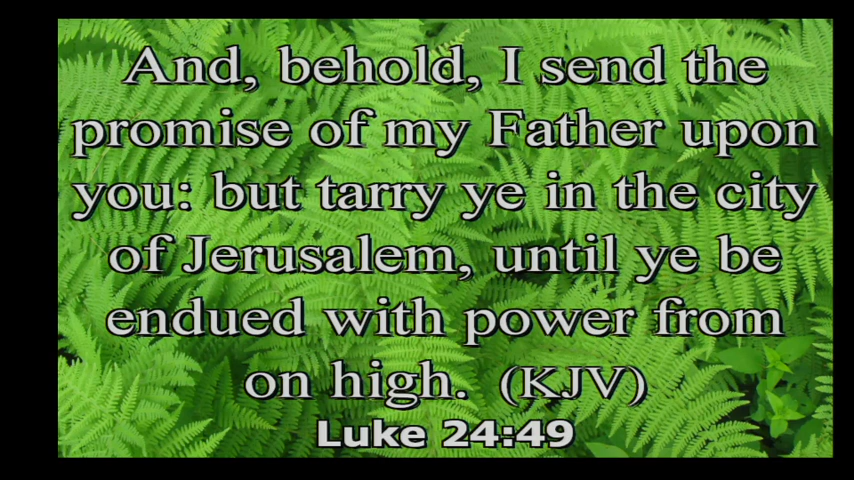 And, behold, I send the
promise of my Father upon
you: but tarry ye in the city
of Jerusalem, until ye be
endued with power from
on high. (KJV)
Luke 24:49